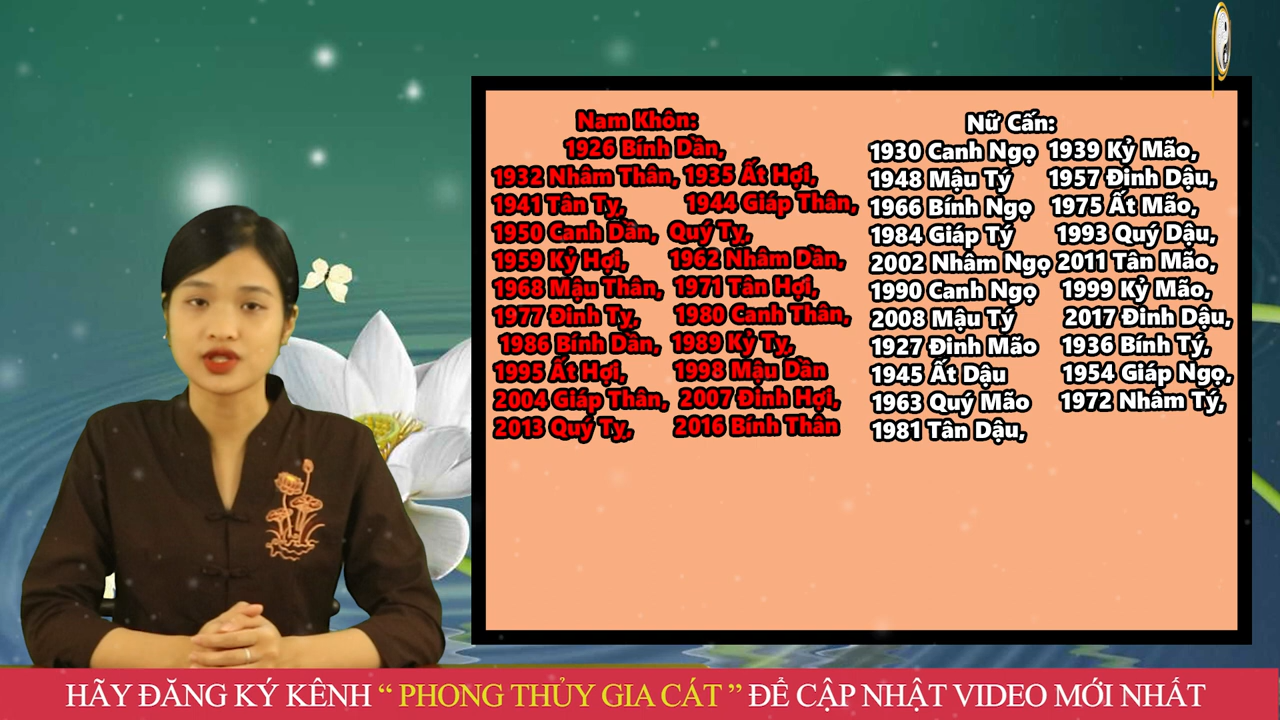 Nam Khôn:
1926 Bính Dần,
1932 Nhâm Thân, 1935 Ất Hợi,
1941 Tân Tỵ, 1944 Giáp Thân,
1950 Canh Dần, Quý Tỵ,
1959 Kỷ Hợi, 1962 Nhâm Dần,
1968 Mậu Thân, 1971 Tân Hợi,
1977 Đinh Tỵ, 1980 Canh Thân,
1986 Bính Dần, 1989 Kỷ Tỵ,
1995 Ất Hợi, 1998 Mậu Dần
2004 Giáp Thân, 2007 Đinh Hợi,
2013 Quý Tỵ, 2016 Bính Thân
Nữ Cấn:
1930 Canh Ngọ 1939 Kỷ Mão,
1948 Mậu Tý 1957 Đinh Dậu,
1966 Bính Ngọ 1975 Ất Mão,
1984 Giáp Tý 1993 Quý Dậu,
2002 Nhâm Ngọ 2011 Tân Mão,
1990 Canh Ngọ 1999 Kỷ Mão,
2008 Mậu Tý 2017 Đinh Dậu,
1927 Đinh Mão 1936 Bính Tý,
1945 Ất Dậu 1954 Giáp Ngọ,
1963 Quý Mão 1972 Nhâm Tý,
1981 Tân Dậu,
HÃY ĐĂNG KÝ KÊNH “ PHONG THỦY GIA CÁT ” ĐỂ CẬP NHẬT VIDEO MỚI NHẤT